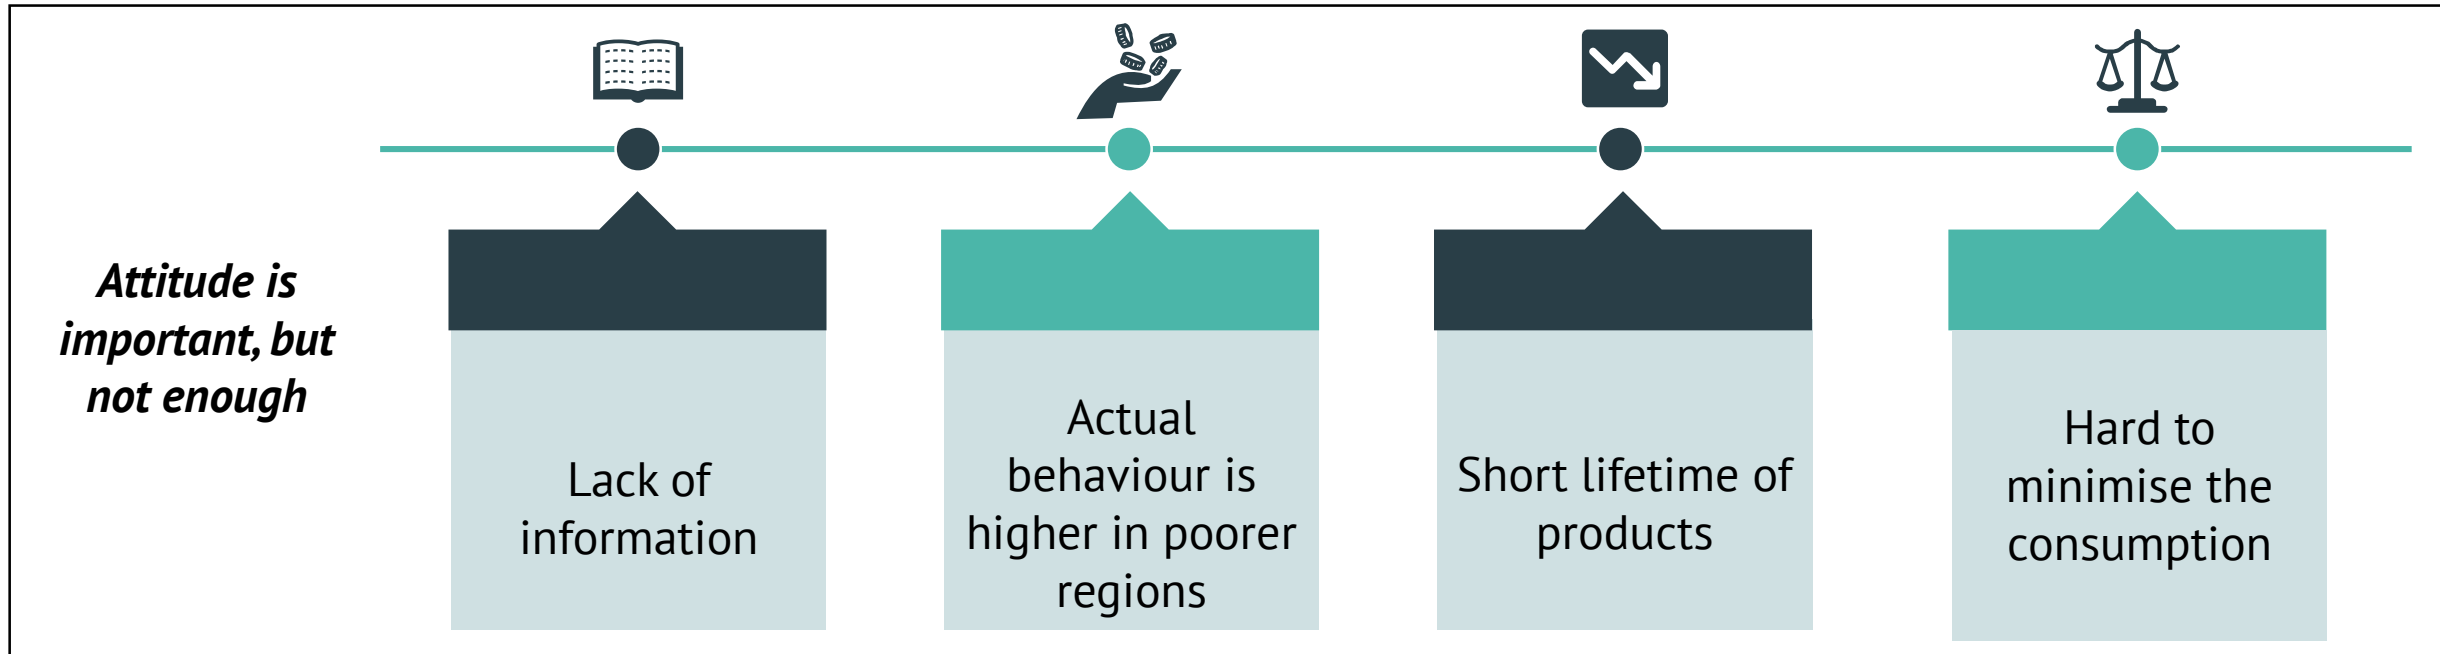 Attitude is
important, but
not enough
Lack of
information
Actual
behaviour is
higher in poorer
regions
Short lifetime of
products
Hard to
minimise the
consumption